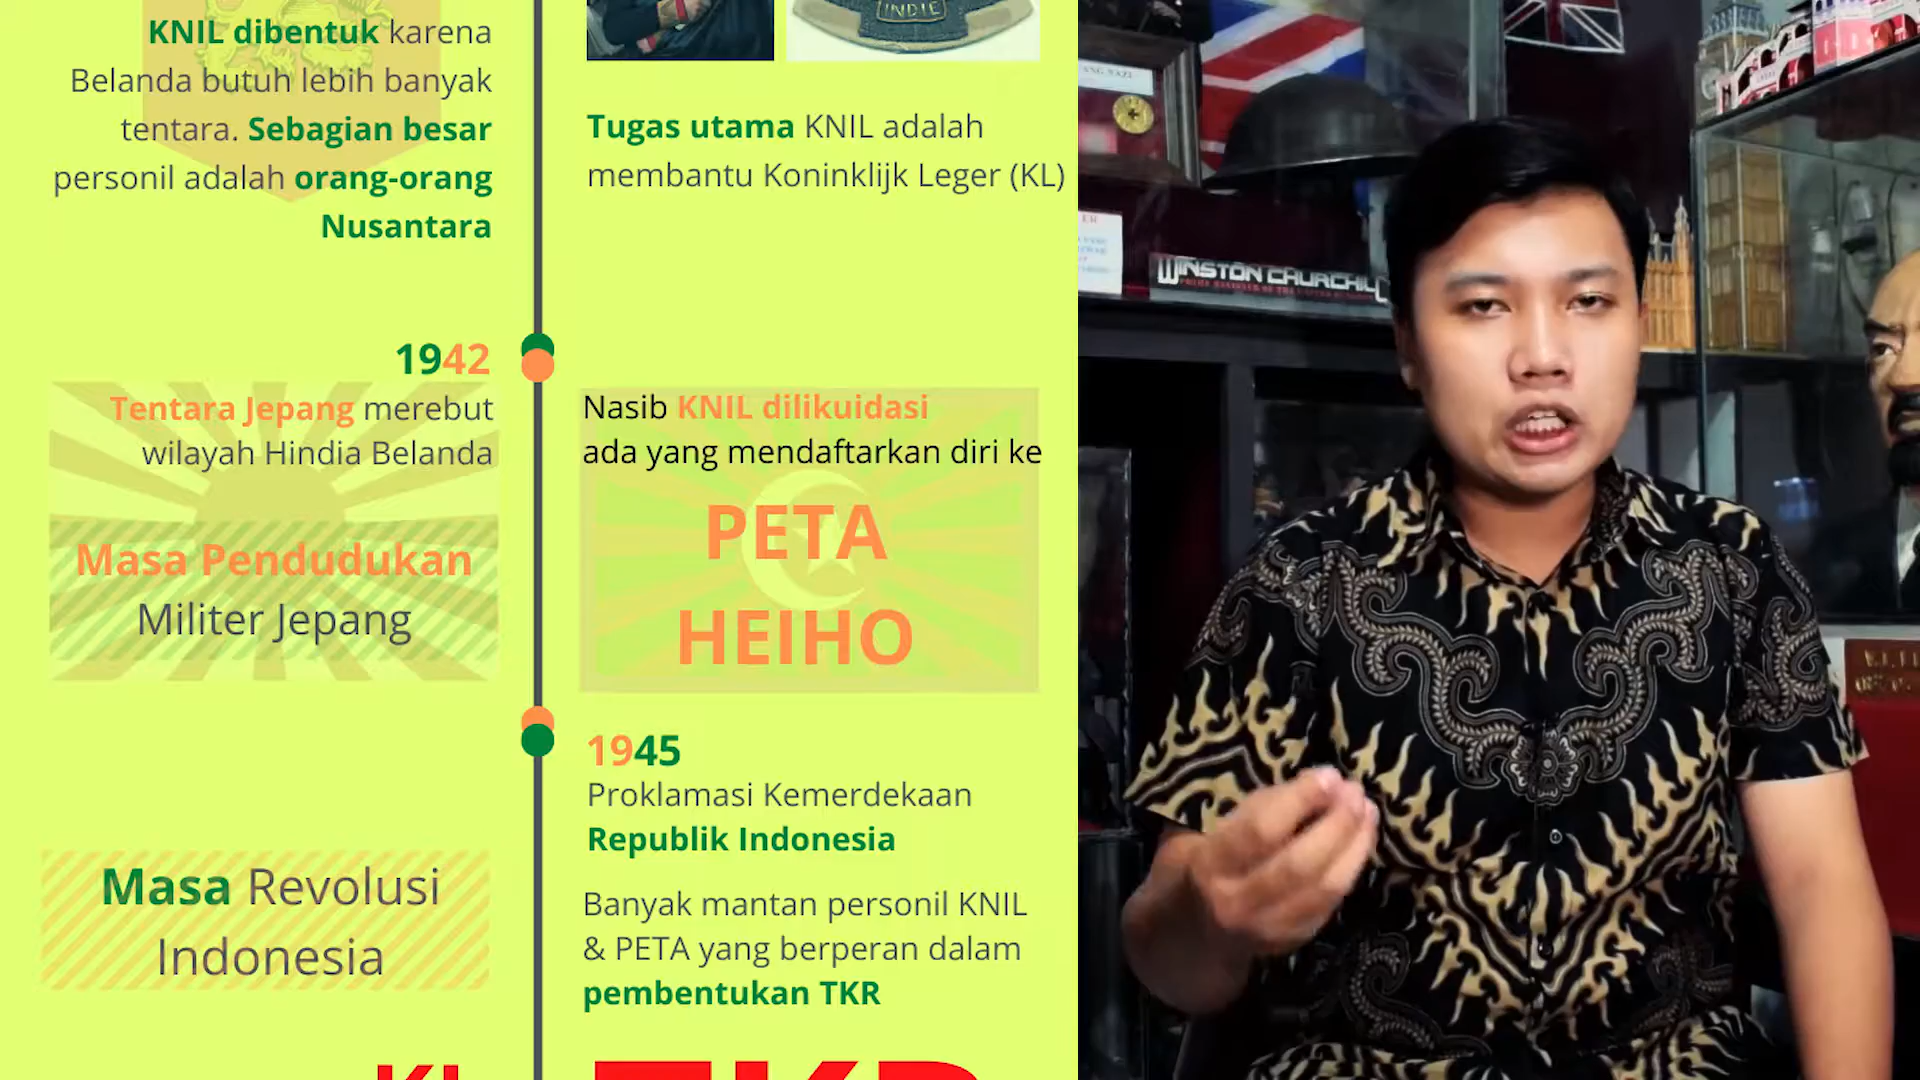 KNIL dibentuk karena
Belanda butuh lebih banyak
tentara. Sebagian besar
personil adalah orang-orang
Nusantara
INDIE
Tugas utama KNIL adalah
membantu Koninklijk Leger (KL)
1942
Tentara Jepang merebut
wilayah Hindia Belanda
Masa Pendudukan
Militer Jepang
Nasib KNIL dilikuidasi
ada yang mendaftarkan diri ke
PETA
HEIHO
1945
Proklamasi Kemerdekaan
Republik Indonesia
Banyak mantan personil KNIL
& PETA yang berperan dalam
pembentukan TKR
Masa Revolusi
Indonesia
KL
TKR
WINSTON CHURCHIL